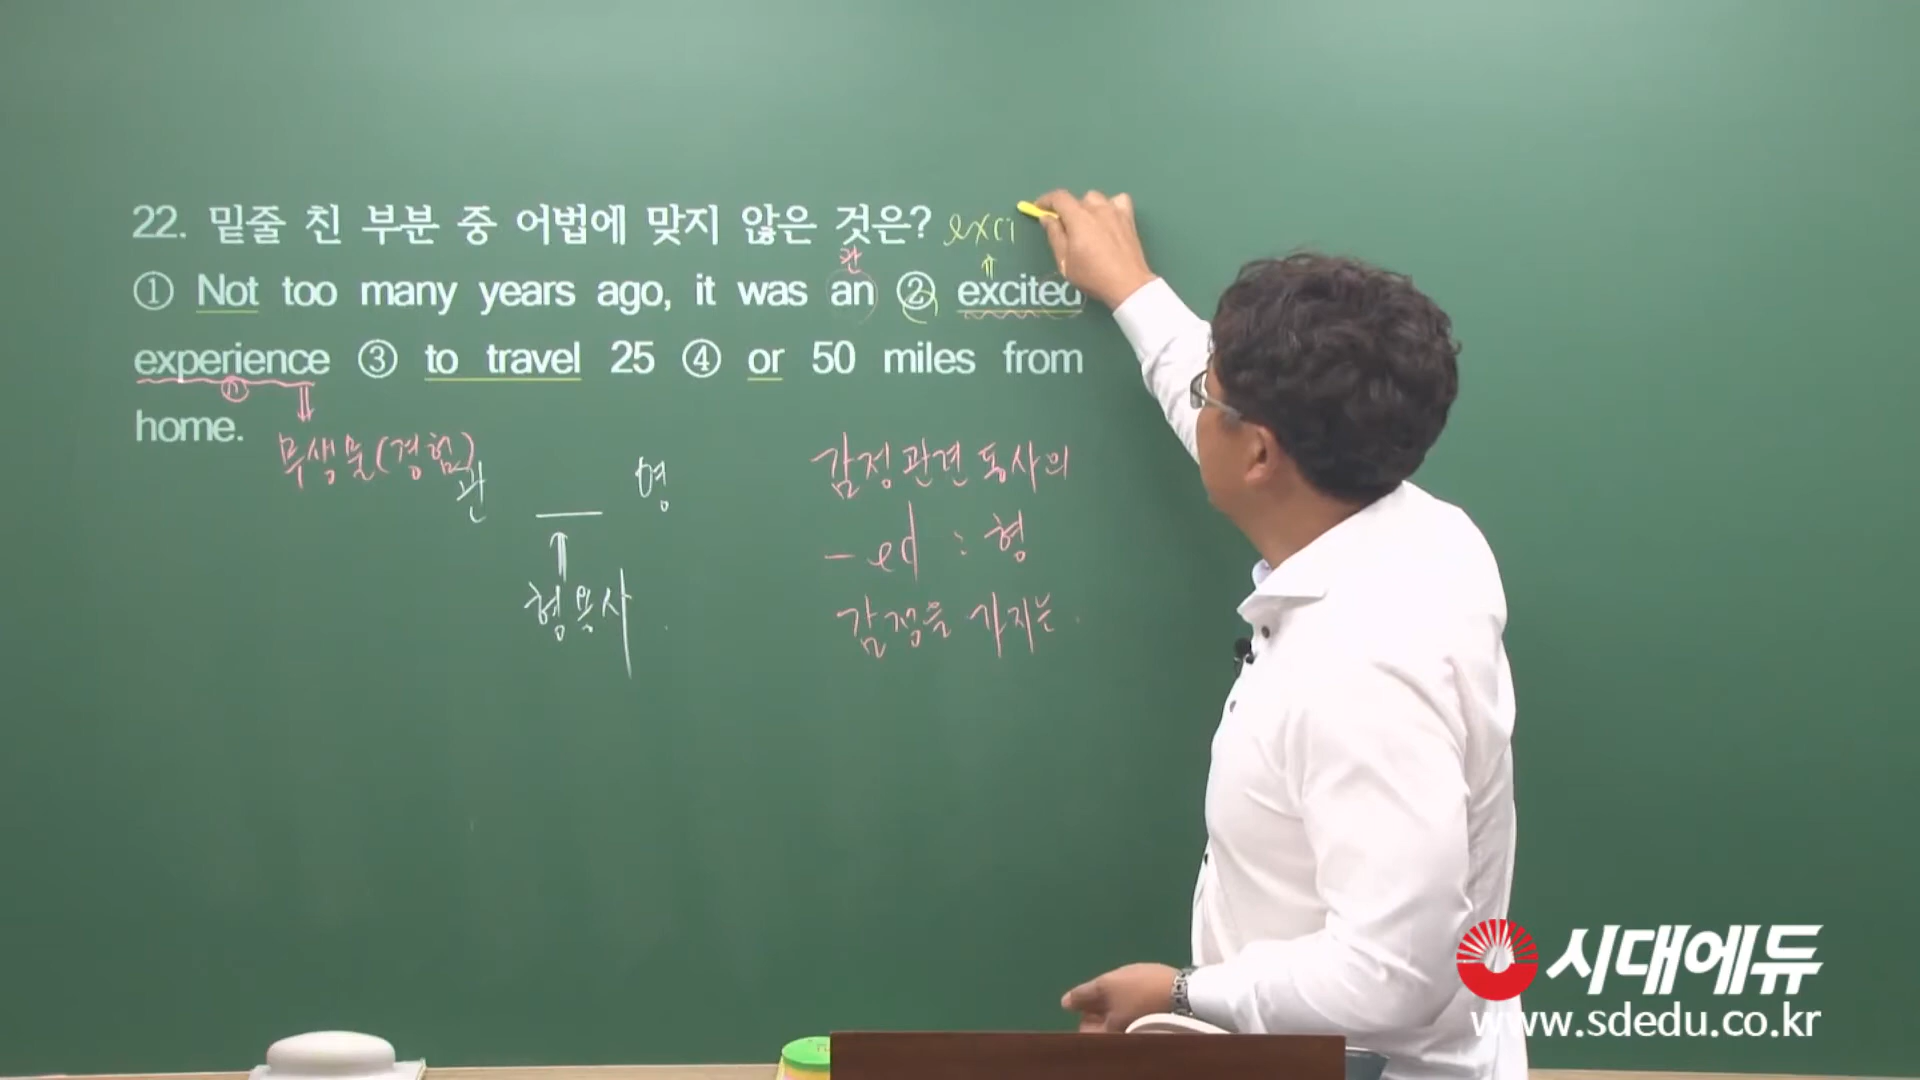 22. 밑줄 친 부분 중 어법에 맞지 않은 것은? exci
관
① Not too many years ago, it was an ② excited
experience ③ to travel 25 ④ or 50 miles from
n
home.
무생물(경험)
관 명
형용사
감정관련 동사의
-ed : 형
감정을 가지는.
시대에듀
www.sdedu.co.kr